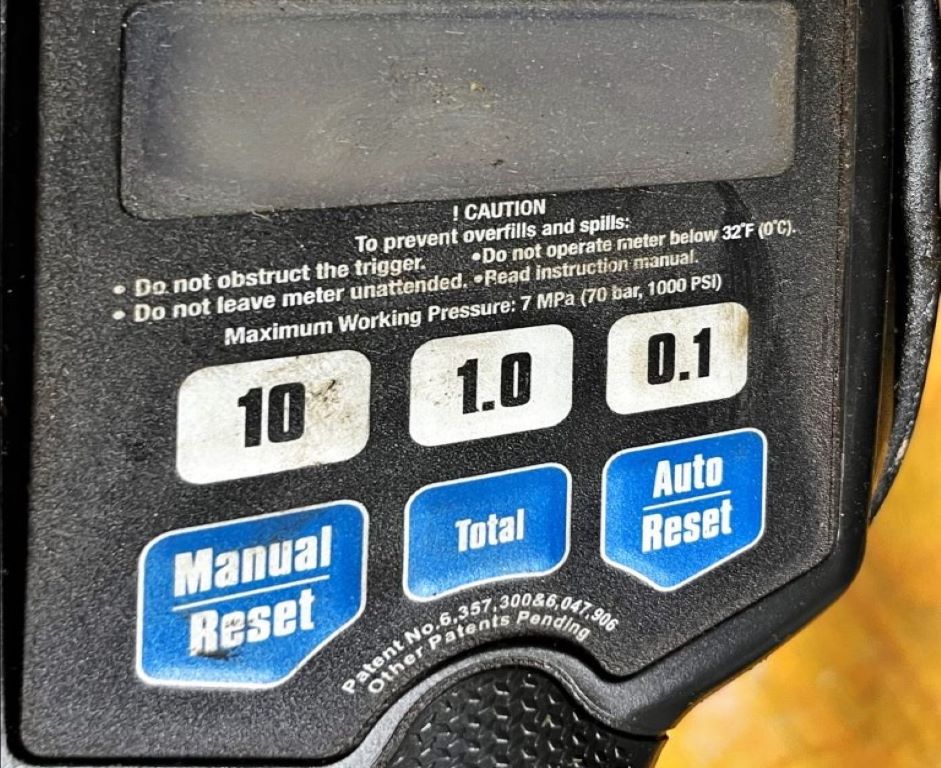 ! CAUTION
To prevent overfills and spills:
• Do not obstruct the trigger. •Do not operate meter below 32°F (0°C).
• Do not leave meter unattended. •Read instruction manual.
Maximum Working Pressure: 7 MPa (70 bar, 1000 PSI)
10 1.0 0.1
Manual
Reset
Total
Auto
Reset
Patent No.6,357,300&6,047,906
Other Patents Pending